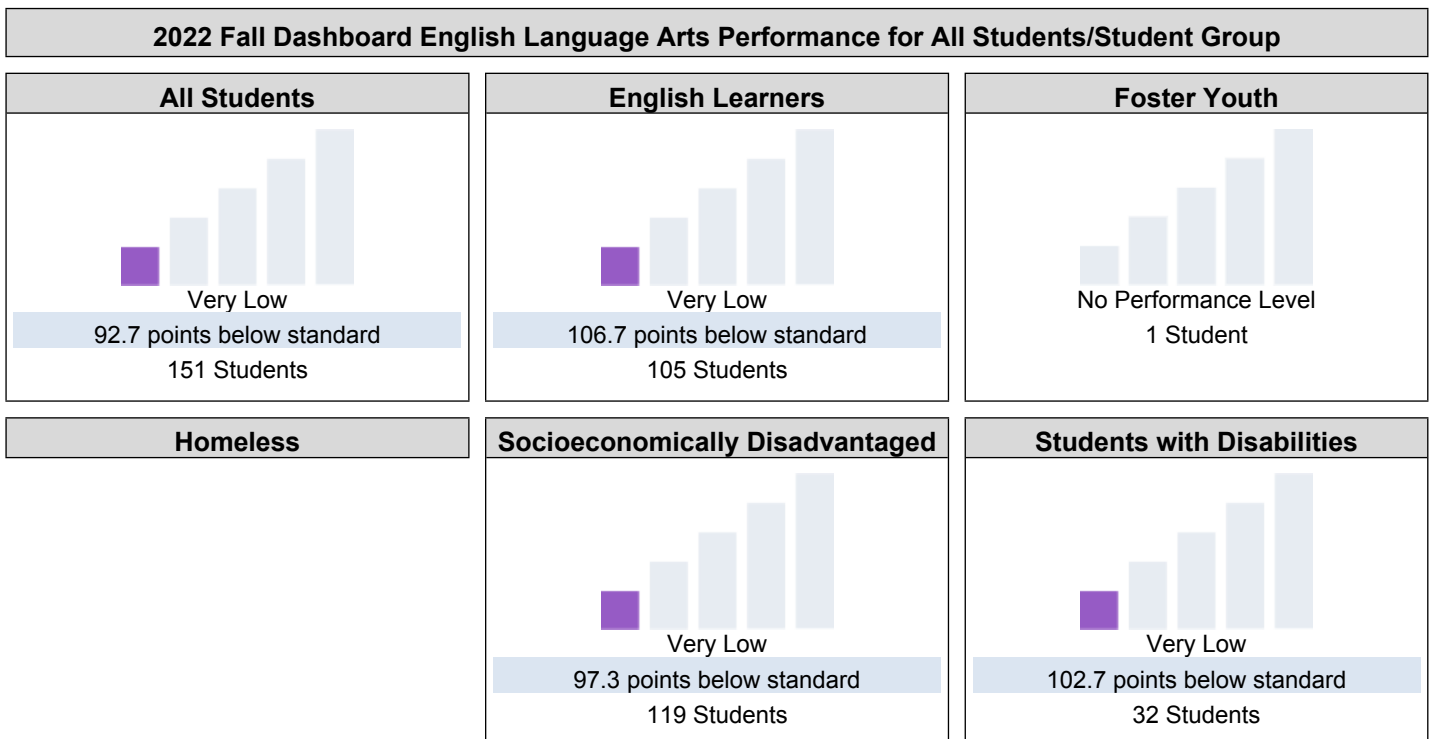 2022 Fall Dashboard English Language Arts Performance for All Students/Student Group
All Students
Very Low
92.7 points below standard
151 Students
English Learners
Very Low
106.7 points below standard
105 Students
Foster Youth
No Performance Level
1 Student
Homeless
Socioeconomically Disadvantaged
Very Low
97.3 points below standard
119 Students
Students with Disabilities
Very Low
102.7 points below standard
32 Students